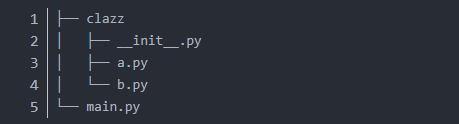 1 ├── clazz
2 │   ├── __init__.py
3 │   ├── a.py
4 │   └── b.py
5 └── main.py